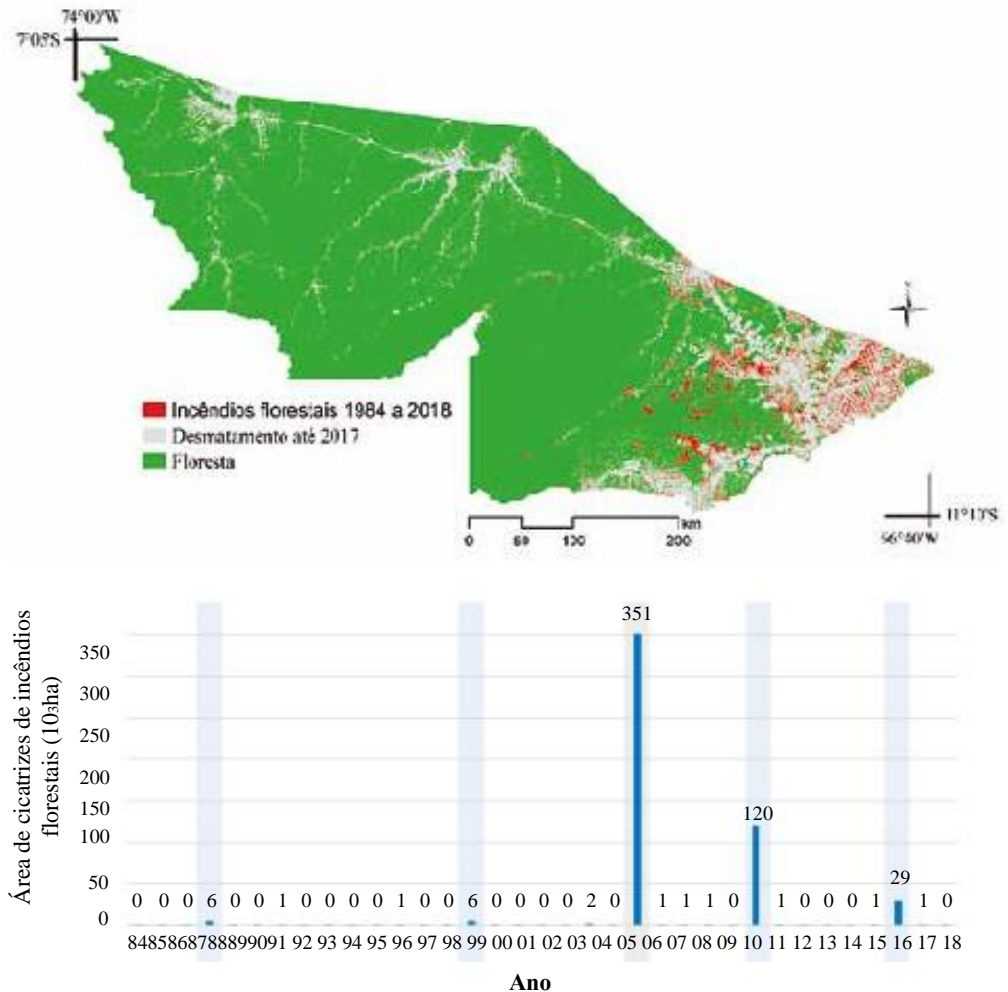 74°00'W
7°05'S
Incêndios florestais 1984 a 2018
Desmatamento até 2017
Floresta
11°10'S
km
0 100 200
Área de cicatrizes de incêndios
florestais (10³ha)
350
300
250
200
150
100
50
0
351
120
29
0 0 0 6 0 0 1 0 0 0 0 1 0 0 6 0 0 0 0 2 0 1 1 1 0 1 0 0 0 1 1 0
84 85 86 87 88 89 90 91 92 93 94 95 96 97 98 99 00 01 02 03 04 05 06 07 08 09 10 11 12 13 14 15 16 17 18
Ano